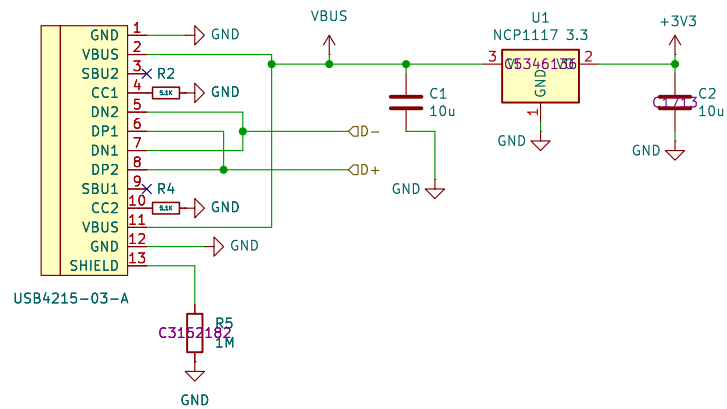 VBUS
GND 1 GND
VBUS 2
SBU2 3 R2
CC1 4 5.1K GND
DN2 5
DP1 6 D-
DN1 7
DP2 8 D+
SBU1 9 R4
CC2 10 5.1K GND
VBUS 11
GND 12 GND
SHIELD 13
USB4215-03-A
R5
C3152182
1M
GND
C1
10u
GND
U1
NCP1117 3.3
3 2
GND
1
GND
+3V3
C2
C1713
10u
GND